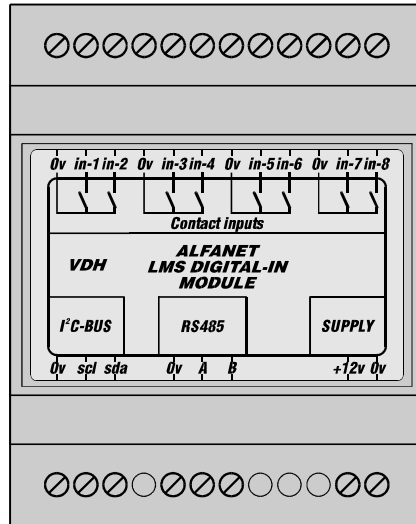 0v in-1 in-2 0v in-3 in-4 0v in-5 in-6 0v in-7 in-8
Contact inputs
VDH
ALFANET
LMS DIGITAL-IN
MODULE
I²C-BUS RS485 SUPPLY
0v scl sda 0v A B +12v 0v